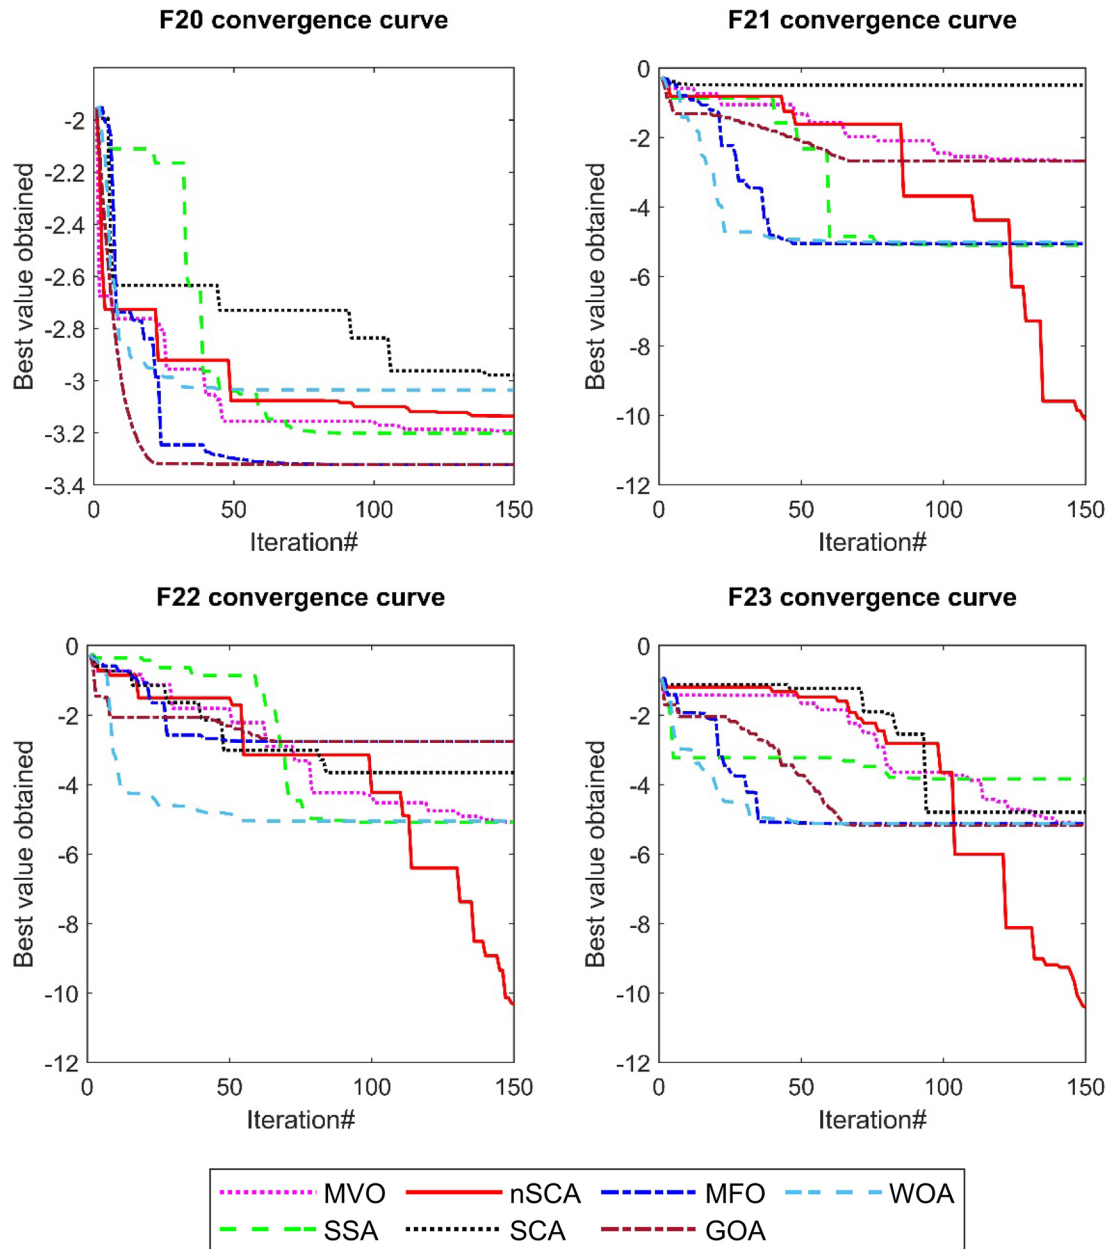 F20 convergence curve
-2
-2.2
-2.4
-2.6
-2.8
-3
-3.2
-3.4
0 50 100 150
Best value obtained
Iteration#
F21 convergence curve
0
-2
-4
-6
-8
-10
-12
0 50 100 150
Best value obtained
Iteration#
F22 convergence curve
0
-2
-4
-6
-8
-10
-12
0 50 100 150
Best value obtained
Iteration#
F23 convergence curve
0
-2
-4
-6
-8
-10
-12
0 50 100 150
Best value obtained
Iteration#
MVO nSCA MFO WOA
SSA SCA GOA